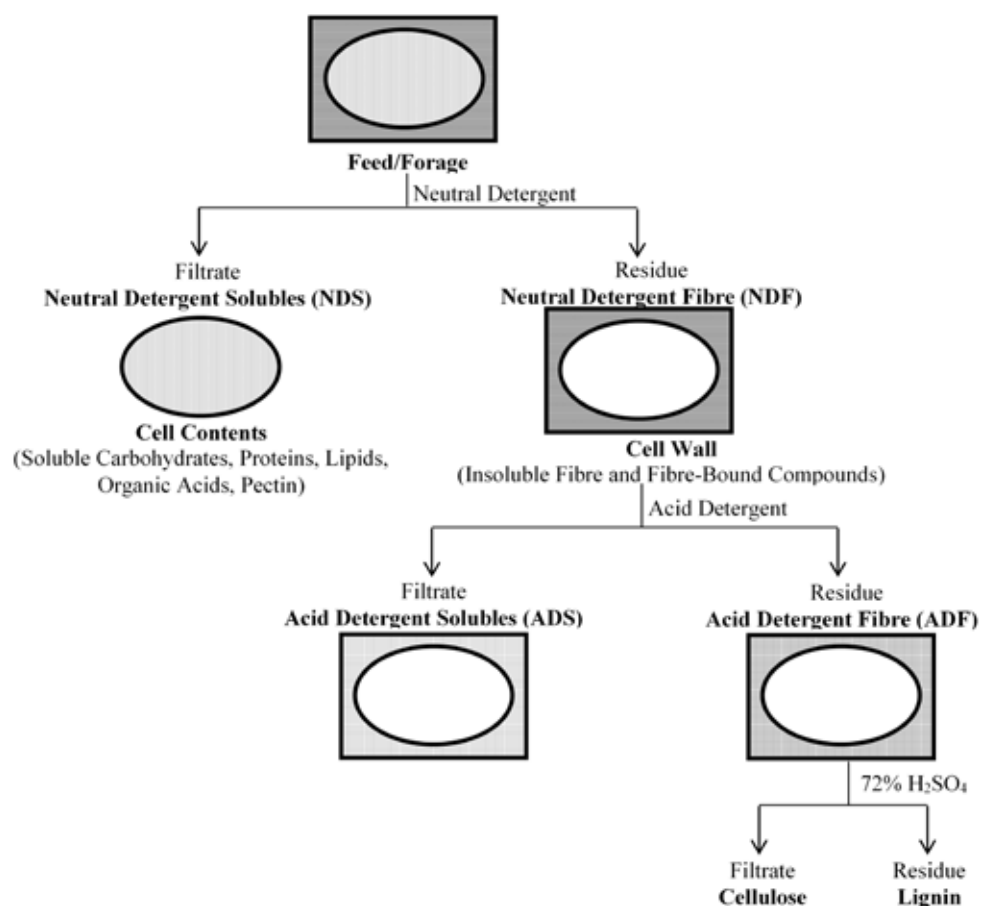 Feed/Forage
Neutral Detergent
Filtrate
Neutral Detergent Solubles (NDS)
Residue
Neutral Detergent Fibre (NDF)
Cell Contents
(Soluble Carbohydrates, Proteins, Lipids,
Organic Acids, Pectin)
Cell Wall
(Insoluble Fibre and Fibre-Bound Compounds)
Acid Detergent
Filtrate
Acid Detergent Solubles (ADS)
Residue
Acid Detergent Fibre (ADF)
72% H₂SO₄
Filtrate
Cellulose
Residue
Lignin